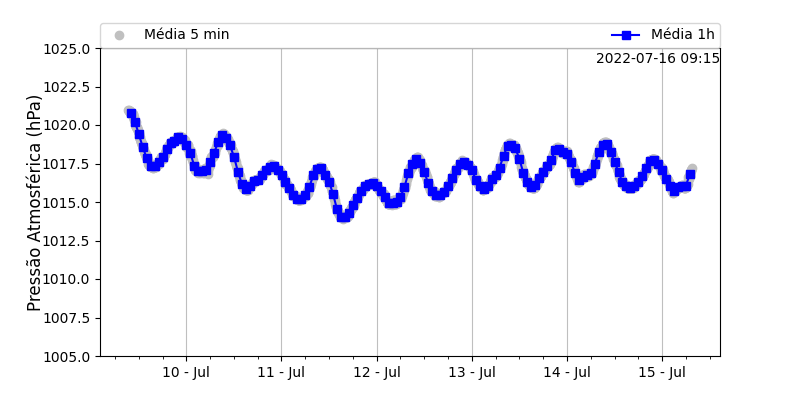 Média 5 min
Média 1h
2022-07-16 09:15
Pressão Atmosférica (hPa)
1025.0
1022.5
1020.0
1017.5
1015.0
1012.5
1010.0
1007.5
1005.0
10 - Jul
11 - Jul
12 - Jul
13 - Jul
14 - Jul
15 - Jul